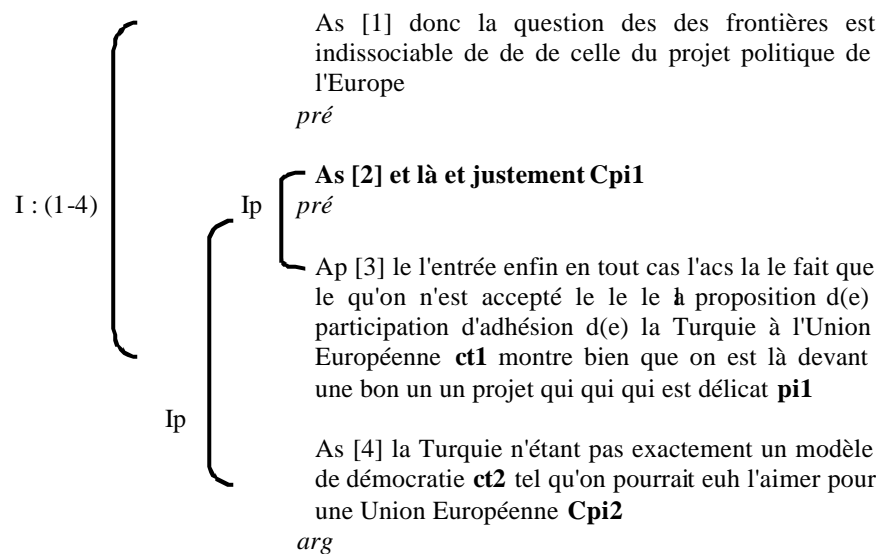 As [1] donc la question des des frontières est
indissociable de de de celle du projet politique de
l'Europe
pré
As [2] et là et justement Cpi1
I : (1-4)
Ip
pré
Ap [3] le l'entrée enfin en tout cas l'acs la le fait que
le qu'on n'est accepté le le le la proposition d(e)
participation d'adhésion d(e) la Turquie à l'Union
Européenne ct1 montre bien que on est là devant
une bon un un projet qui qui qui est délicat pi1
Ip
As [4] la Turquie n'étant pas exactement un modèle
de démocratie ct2 tel qu'on pourrait euh l'aimer pour
une Union Européenne Cpi2
arg